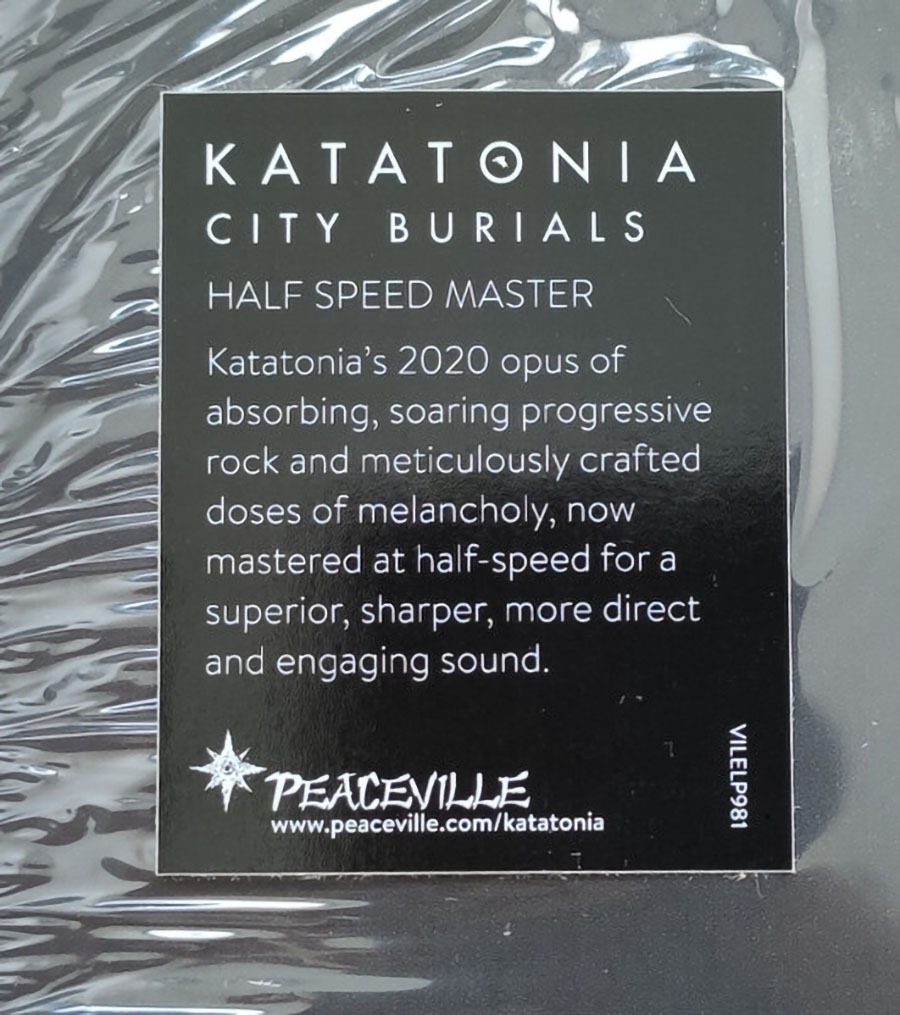 KATATONIA
CITY BURIALS
HALF SPEED MASTER
Katatonia's 2020 opus of
absorbing, soaring progressive
rock and meticulously crafted
doses of melancholy, now
mastered at half-speed for a
superior, sharper, more direct
and engaging sound.
PEACEVILLE
www.peaceville.com/katatonia
VILELP981